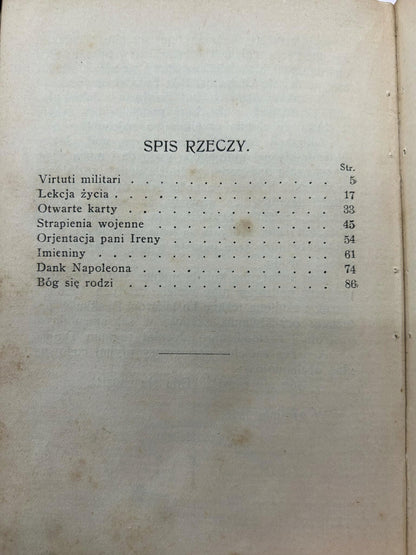 SPIS RZECZY.
Str.
Virtuti militari . . . . . . . . . . . . . 5
Lekcja życia . . . . . . . . . . . . . . 17
Otwarte karty . . . . . . . . . . . . . 33
Strapienia wojenne . . . . . . . . . . . 45
Orjentacja pani Ireny . . . . . . . . . . 54
Imieniny . . . . . . . . . . . . . . . 61
Dank Napoleona . . . . . . . . . . . . 74
Bóg się rodzi . . . . . . . . . . . . . 86